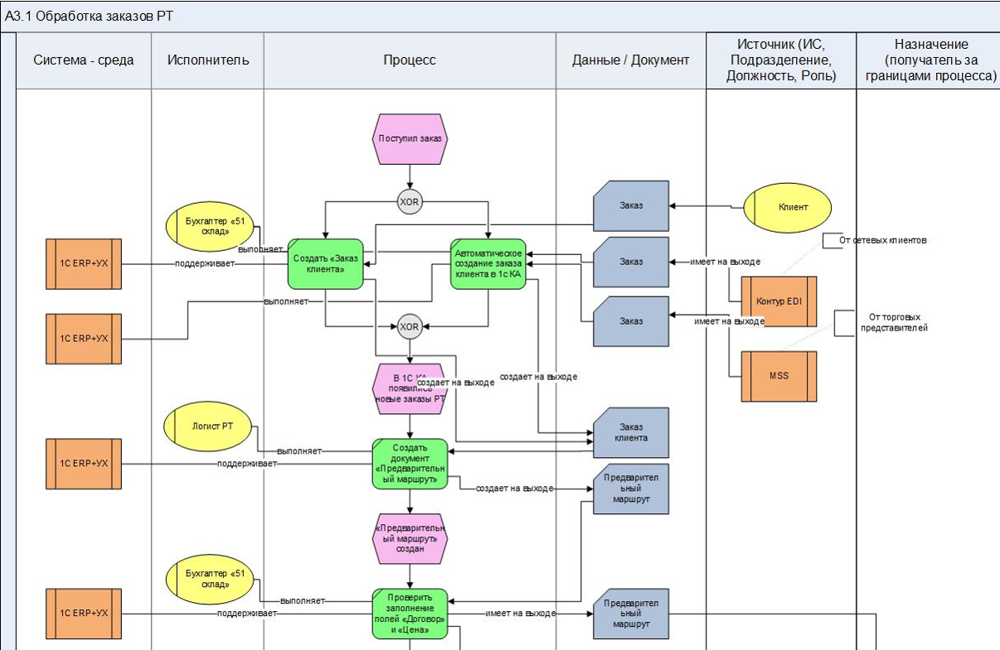 А3.1 Обработка заказов РТ
Система - среда
Исполнитель
Процесс
Данные / Документ
Источник (ИС,
Подразделение,
Должность, Роль)
Назначение
(получатель за
границами процесса)
Поступил заказ
XOR
Заказ
Клиент
Бухгалтер «51
склад»
выполняет
От сетевых клиентов
1С ERP+УХ
поддерживает
Создать «Заказ
клиента»
Автоматическое
создание заказа
клиента в 1с КА
Заказ
имеет на выходе
Контур EDI
выполняет
1С ERP+УХ
XOR
Заказ
имеет на выходе
От торговых
представителей
MSS
В 1С КА
появились
новые заказы РТ
создает на выходе
создает на выходе
Логист РТ
Заказ
клиента
выполняет
1С ERP+УХ
поддерживает
Создать
документ
«Предварительн
ый маршрут»
создает на выходе
Предварител
ьный
маршрут
«Предварительн
ый маршрут»
создан
Бухгалтер «51
склад»
выполняет
1С ERP+УХ
поддерживает
Проверить
заполнение
полей «Договор»
и «Цена»
имеет на выходе
Предварител
ьный
маршрут